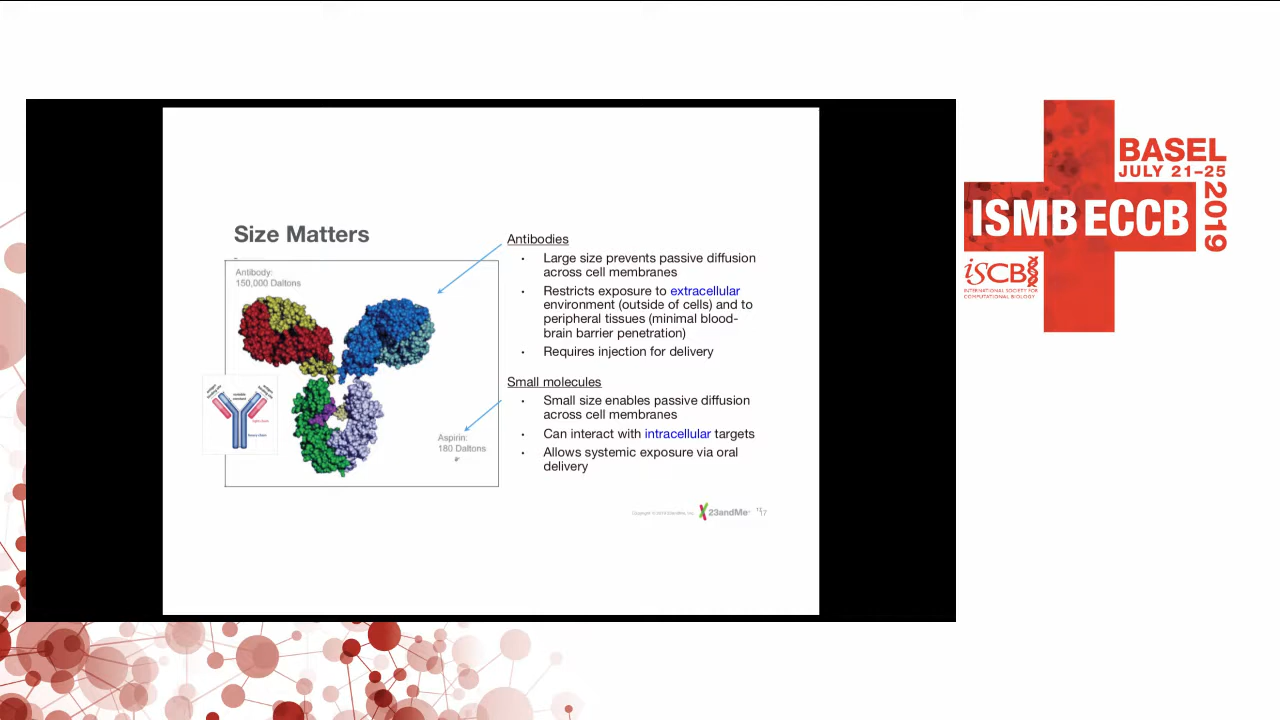 Size Matters
Antibody:
150,000 Daltons
Aspirin:
180 Daltons
Antibodies
• Large size prevents passive diffusion
across cell membranes
• Restricts exposure to extracellular
environment (outside of cells) and to
peripheral tissues (minimal blood-
brain barrier penetration)
• Requires injection for delivery
Small molecules
• Small size enables passive diffusion
across cell membranes
• Can interact with intracellular targets
• Allows systemic exposure via oral
delivery
23andMe
17
BASEL
JULY 21–25
2019
ISMB ECCB
iSCB
INTERNATIONAL SOCIETY FOR
COMPUTATIONAL BIOLOGY